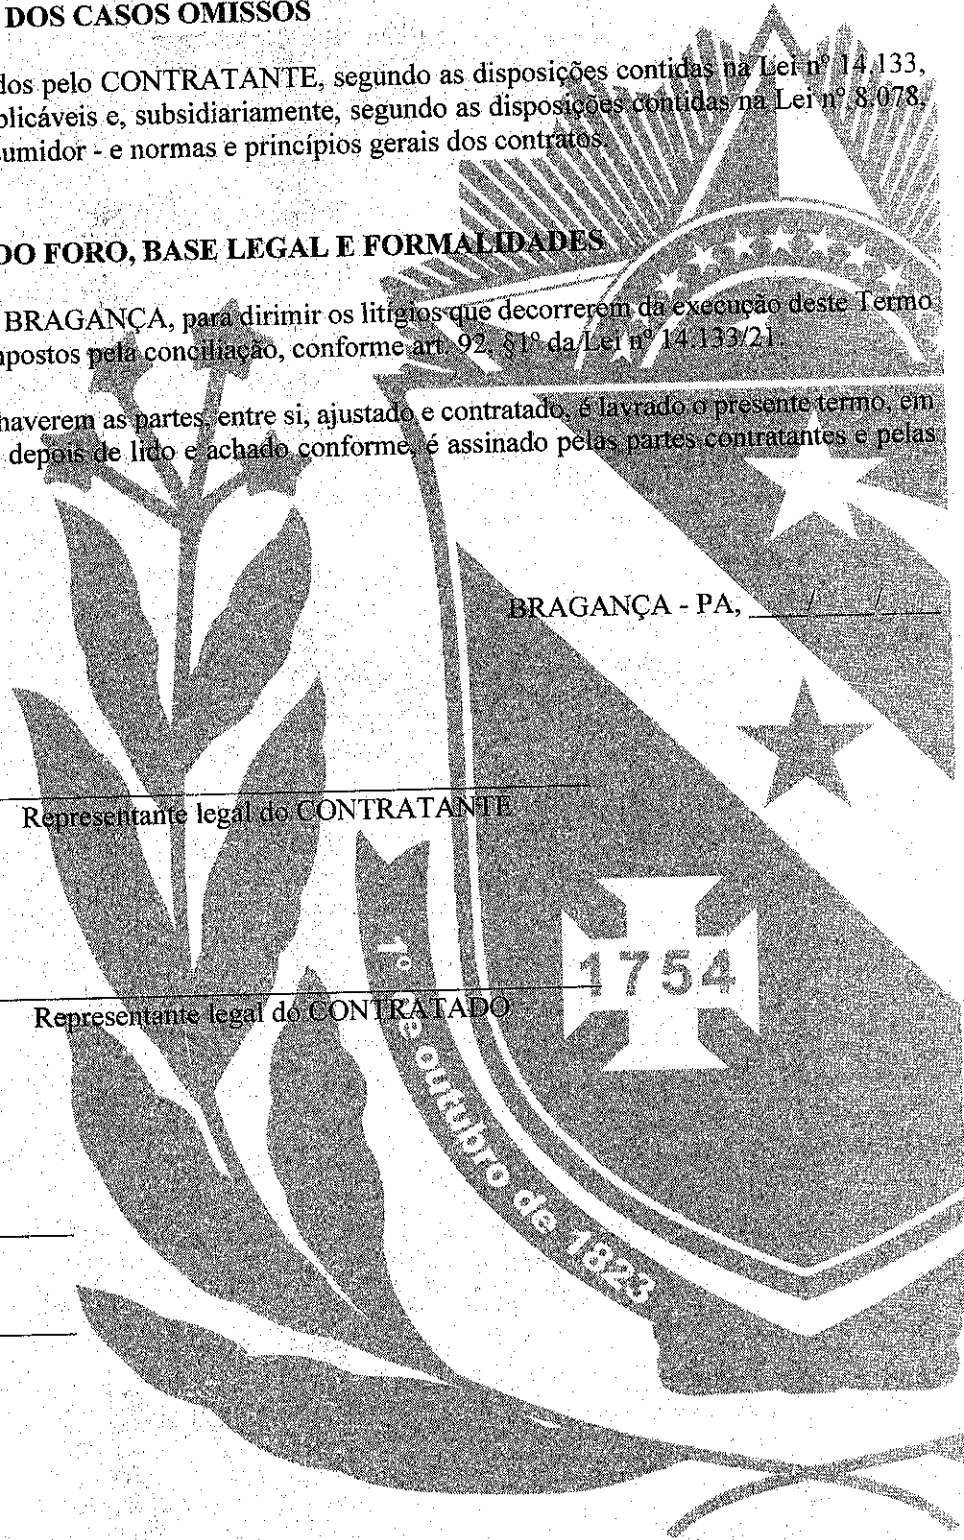 DOS CASOS OMISSOS
dos pelo CONTRATANTE, segundo as disposições contidas na Lei nº 14.133,
plicáveis e, subsidiariamente, segundo as disposições contidas na Lei nº 8.078,
sumidor - e normas e princípios gerais dos contratos.
DO FORO, BASE LEGAL E FORMALIDADES
BRAGANÇA, para dirimir os litígios que decorrerem da execução deste Termo
postos pela conciliação, conforme art. 92, §1º da Lei nº 14.133/21.
haverem as partes, entre si, ajustado e contratado, é lavrado o presente termo, em
depois de lido e achado conforme, é assinado pelas partes contratantes e pelas
BRAGANÇA - PA, ____/____/____
Representante legal do CONTRATANTE
Representante legal do CONTRATADO
1754
1º de outubro de 1823